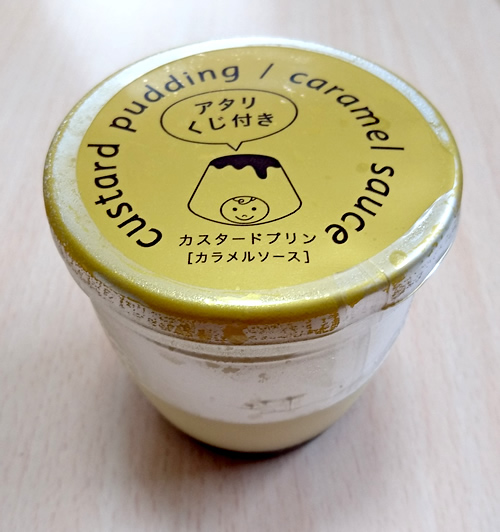 custard pudding / caramel sauce
アタリ
くじ付き
カスタードプリン
[カラメルソース]